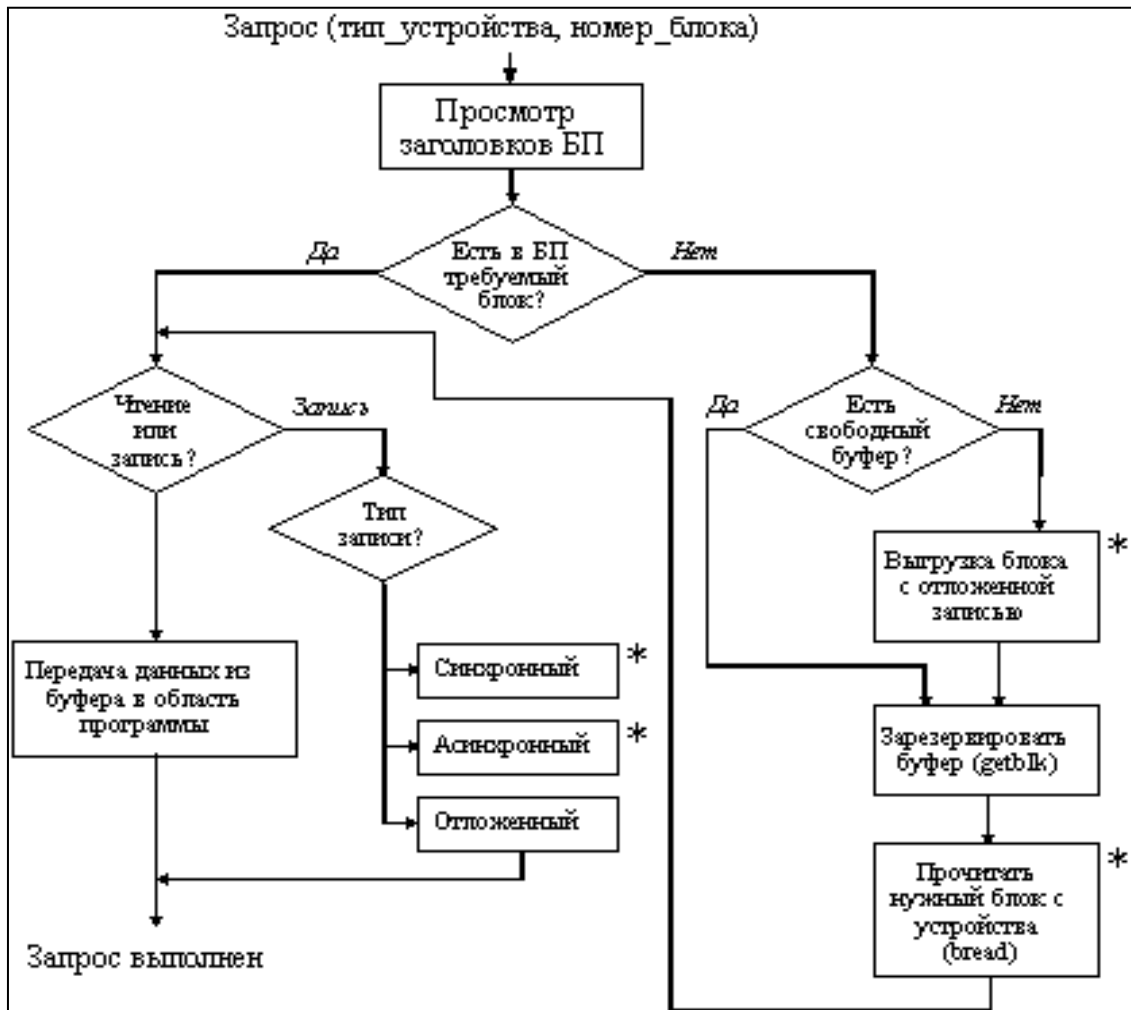 Запрос (тип_устройства, номер_блока)
Просмотр
заголовков БП
Есть в БП
требуемый
блок?
Да
Нет
Чтение
или
запись?
Запись
Тип
записи?
Есть
свободный
буфер?
Да
Нет
Выгрузка блока
с отложенной
записью
*
Передача данных из
буфера в область
программы
Синхронный
*
Асинхронный
*
Отложенный
Зарезервировать
буфер (getblk)
Прочитать
нужный блок с
устройства
(bread)
*
Запрос выполнен